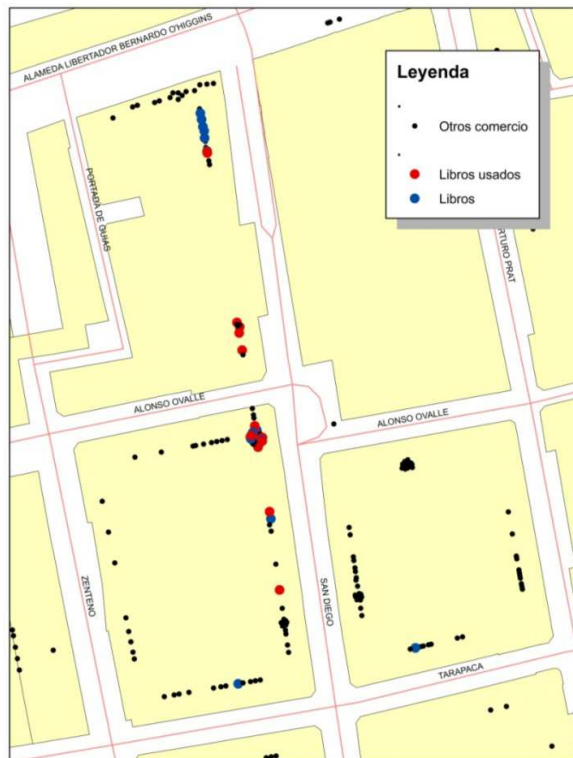 ALAMEDA LIBERTADOR BERNARDO O'HIGGINS
Leyenda
Otros comercio
Libros usados
Libros
PORTADA DE GUIAS
ARTURO PRAT
ALONSO OVALLE
ALONSO OVALLE
ZENTENO
SAN DIEGO
TARAPACA